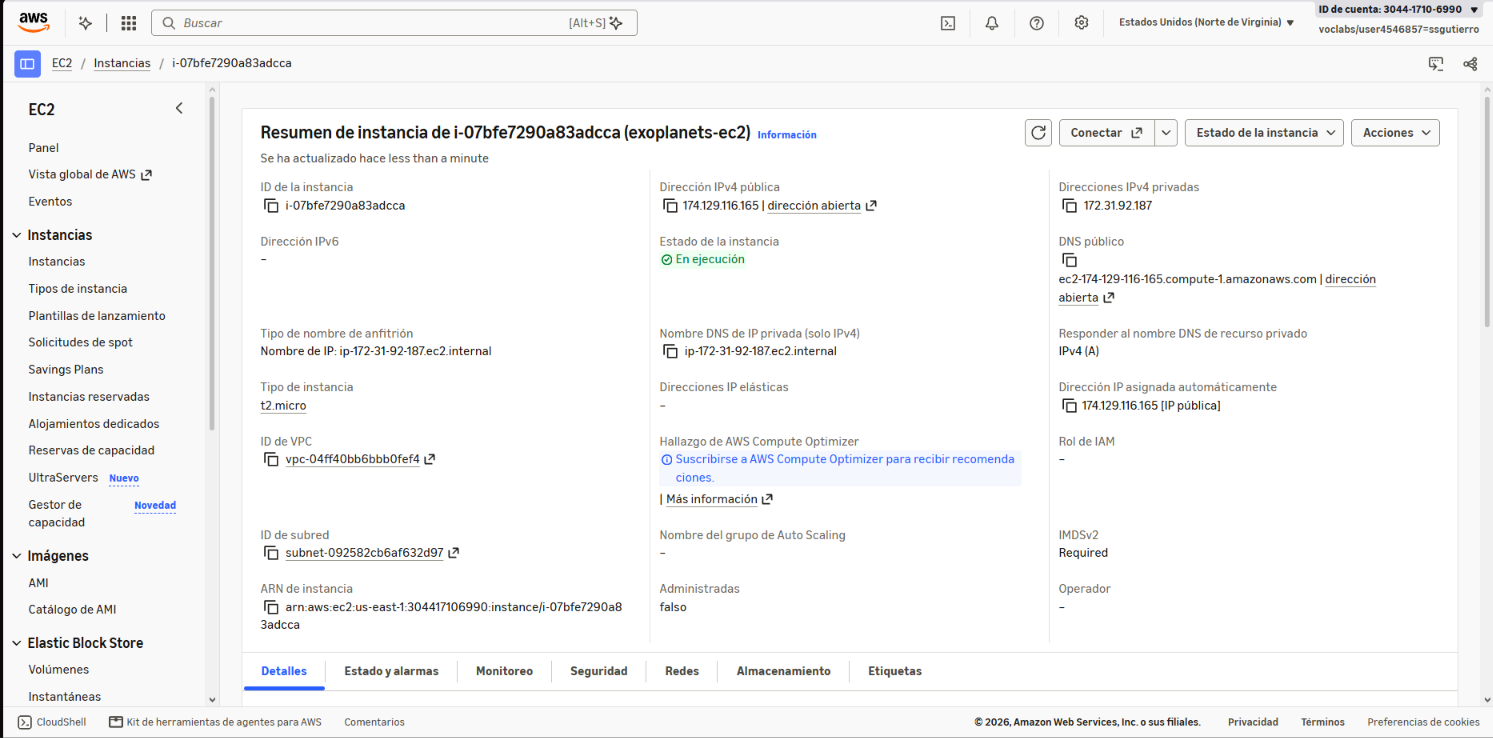 aws
Buscar [Alt+S]
Estados Unidos (Norte de Virginia)
ID de cuenta: 3044-1710-6990
voclabs/user4546857=ssgutierro
EC2 / Instancias / i-07bfe7290a83adcca
EC2
Panel
Vista global de AWS
Eventos
Instancias
Instancias
Tipos de instancia
Plantillas de lanzamiento
Solicitudes de spot
Savings Plans
Instancias reservadas
Alojamientos dedicados
Reservas de capacidad
UltraServers Nuevo
Gestor de capacidad Novedad
Imágenes
AMI
Catálogo de AMI
Elastic Block Store
Volúmenes
Instantáneas
Resumen de instancia de i-07bfe7290a83adcca (exoplanets-ec2) Información
Conectar
Estado de la instancia
Acciones
Se ha actualizado hace less than a minute
ID de la instancia
i-07bfe7290a83adcca
Dirección IPv4 pública
174.129.116.165 | dirección abierta
Direcciones IPv4 privadas
172.31.92.187
Dirección IPv6
–
Estado de la instancia
En ejecución
DNS público
ec2-174-129-116-165.compute-1.amazonaws.com | dirección
abierta
Tipo de nombre de anfitrión
Nombre de IP: ip-172-31-92-187.ec2.internal
Nombre DNS de IP privada (solo IPv4)
ip-172-31-92-187.ec2.internal
Responder al nombre DNS de recurso privado
IPv4 (A)
Tipo de instancia
t2.micro
Direcciones IP elásticas
–
Dirección IP asignada automáticamente
174.129.116.165 [IP pública]
ID de VPC
vpc-04ff40bb6bbb0fef4
Hallazgo de AWS Compute Optimizer
Suscribirse a AWS Compute Optimizer para recibir recomenda
ciones.
| Más información
Rol de IAM
–
ID de subred
subnet-092582cb6af632d97
Nombre del grupo de Auto Scaling
–
IMDSv2
Required
ARN de instancia
arn:aws:ec2:us-east-1:304417106990:instance/i-07bfe7290a8
3adcca
Administradas
falso
Operador
–
Detalles
Estado y alarmas
Monitoreo
Seguridad
Redes
Almacenamiento
Etiquetas
CloudShell
Kit de herramientas de agentes para AWS
Comentarios
© 2026, Amazon Web Services, Inc. o sus filiales.
Privacidad
Términos
Preferencias de cookies